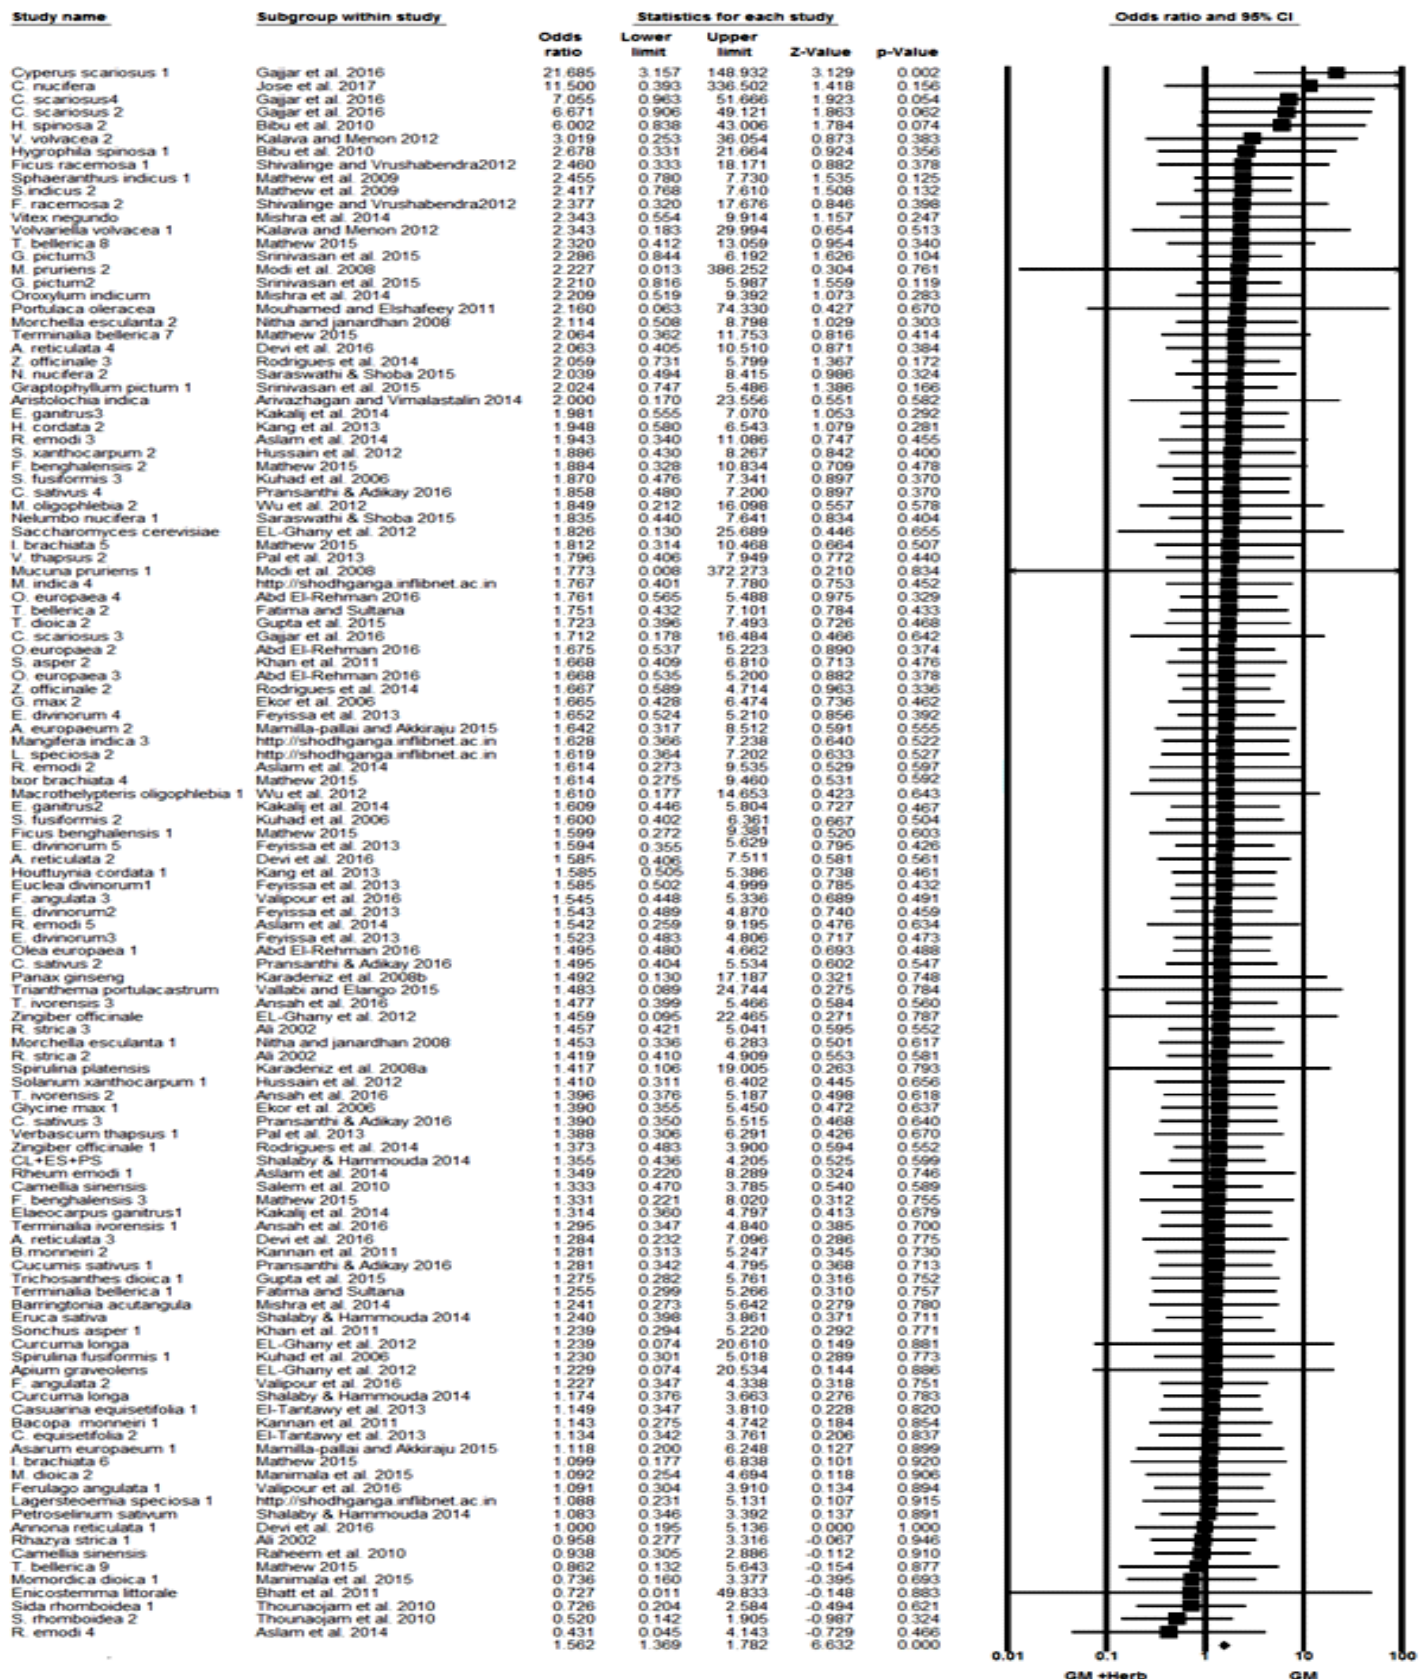 Study name Subgroup within study Statistics for each study Odds ratio and 95% CI
Odds Lower Upper
ratio limit limit Z-Value p-Value
Cyperus scariosus 1 Gajjar et al. 2016 21.685 3.157 148.932 3.129 0.002
C. nucifera Jose et al. 2017 11.500 0.393 336.502 1.418 0.156
C. scariosus4 Gajjar et al. 2016 7.055 0.963 51.666 1.923 0.054
C. scariosus 2 Gajjar et al. 2016 6.671 0.906 49.121 1.863 0.062
H. spinosa 2 Bibu et al. 2010 6.002 0.838 43.006 1.784 0.074
V. volvacea 2 Kalava and Menon 2012 3.019 0.253 36.054 0.873 0.383
Hygrophila spinosa 1 Bibu et al. 2010 2.678 0.331 21.664 0.924 0.356
Ficus racemosa 1 Shivalinge and Vrushabendra2012 2.460 0.333 18.171 0.882 0.378
Sphaeranthus indicus 1 Mathew et al. 2009 2.455 0.780 7.730 1.535 0.125
S.indicus 2 Mathew et al. 2009 2.417 0.768 7.610 1.508 0.132
F. racemosa 2 Shivalinge and Vrushabendra2012 2.377 0.320 17.676 0.846 0.398
Vitex negundo Mishra et al. 2014 2.343 0.554 9.914 1.157 0.247
Volvariella volvacea 1 Kalava and Menon 2012 2.343 0.183 29.994 0.654 0.513
T. bellerica 8 Mathew 2015 2.320 0.412 13.059 0.954 0.340
G. pictum3 Srinivasan et al. 2015 2.286 0.844 6.192 1.626 0.104
M. pruriens 2 Modi et al. 2008 2.227 0.013 386.252 0.304 0.761
G. pictum2 Srinivasan et al. 2015 2.210 0.816 5.987 1.559 0.119
Oroxylum indicum Mishra et al. 2014 2.209 0.519 9.392 1.073 0.283
Portulaca oleracea Mouhamed and Elshafeey 2011 2.160 0.063 74.330 0.427 0.670
Morchella esculanta 2 Nitha and janardhan 2008 2.114 0.508 8.798 1.029 0.303
Terminalia bellerica 7 Mathew 2015 2.064 0.362 11.753 0.816 0.414
A. reticulata 4 Devi et al. 2016 2.063 0.405 10.510 0.871 0.384
Z. officinale 3 Rodrigues et al. 2014 2.059 0.731 5.799 1.367 0.172
N. nucifera 2 Saraswathi & Shoba 2015 2.039 0.494 8.415 0.986 0.324
Graptophyllum pictum 1 Srinivasan et al. 2015 2.024 0.747 5.486 1.386 0.166
Aristolochia indica Arivazhagan and Vimalastalin 2014 2.000 0.170 23.556 0.551 0.582
E. ganitrus3 Kakalij et al. 2014 1.981 0.555 7.070 1.053 0.292
H. cordata 2 Kang et al. 2013 1.948 0.580 6.543 1.079 0.281
R. emodi 3 Aslam et al. 2014 1.943 0.340 11.086 0.747 0.455
S. xanthocarpum 2 Hussain et al. 2012 1.886 0.430 8.267 0.842 0.400
F. benghalensis 2 Mathew 2015 1.884 0.328 10.834 0.709 0.478
S. fusiformis 3 Kuhad et al. 2006 1.870 0.476 7.341 0.897 0.370
C. sativus 4 Pransanthi & Adikay 2016 1.858 0.480 7.200 0.897 0.370
M. oligophlebia 2 Wu et al. 2012 1.849 0.212 16.098 0.557 0.578
Nelumbo nucifera 1 Saraswathi & Shoba 2015 1.835 0.440 7.641 0.834 0.404
Saccharomyces cerevisiae EL-Ghany et al. 2012 1.826 0.130 25.689 0.446 0.655
I. brachiata 5 Mathew 2015 1.812 0.314 10.468 0.664 0.507
V. thapsus 2 Pal et al. 2013 1.796 0.406 7.949 0.772 0.440
Mucuna pruriens 1 Modi et al. 2008 1.773 0.008 372.273 0.210 0.834
M. indica 4 http://shodhganga.inflibnet.ac.in 1.767 0.401 7.780 0.753 0.452
O. europaea 4 Abd El-Rehman 2016 1.761 0.565 5.488 0.975 0.329
T. bellerica 2 Fatima and Sultana 1.751 0.432 7.101 0.784 0.433
T. dioica 2 Gupta et al. 2015 1.723 0.396 7.493 0.726 0.468
C. scariosus 3 Gajjar et al. 2016 1.712 0.178 16.484 0.466 0.642
O.europaea 2 Abd El-Rehman 2016 1.675 0.537 5.223 0.890 0.374
S. asper 2 Khan et al. 2011 1.668 0.409 6.810 0.713 0.476
O. europaea 3 Abd El-Rehman 2016 1.668 0.535 5.200 0.882 0.378
Z. officinale 2 Rodrigues et al. 2014 1.667 0.589 4.714 0.963 0.336
G. max 2 Ekor et al. 2006 1.665 0.428 6.474 0.736 0.462
E. divinorum 4 Feyissa et al. 2013 1.652 0.524 5.210 0.856 0.392
A. europaeum 2 Mamilla-pallai and Akkiraju 2015 1.642 0.317 8.512 0.591 0.555
Mangifera indica 3 http://shodhganga.inflibnet.ac.in 1.628 0.366 7.238 0.640 0.522
L. speciosa 2 http://shodhganga.inflibnet.ac.in 1.619 0.364 7.202 0.633 0.527
R. emodi 2 Aslam et al. 2014 1.614 0.273 9.535 0.529 0.597
Ixor brachiata 4 Mathew 2015 1.614 0.275 9.460 0.531 0.592
Macrothelypteris oligophlebia 1 Wu et al. 2012 1.610 0.177 14.653 0.423 0.643
E. ganitrus2 Kakalij et al. 2014 1.609 0.446 5.804 0.727 0.467
S. fusiformis 2 Kuhad et al. 2006 1.600 0.402 6.361 0.667 0.504
Ficus benghalensis 1 Mathew 2015 1.599 0.272 9.381 0.520 0.603
E. divinorum 5 Feyissa et al. 2013 1.594 0.355 5.629 0.795 0.426
A. reticulata 2 Devi et al. 2016 1.585 0.406 7.511 0.581 0.561
Houttuynia cordata 1 Kang et al. 2013 1.585 0.505 5.386 0.738 0.461
Euclea divinorum1 Feyissa et al. 2013 1.585 0.502 4.999 0.785 0.432
F. angulata 3 Valipour et al. 2016 1.545 0.448 5.336 0.689 0.491
E. divinorum2 Feyissa et al. 2013 1.543 0.489 4.870 0.740 0.459
R. emodi 5 Aslam et al. 2014 1.542 0.259 9.195 0.476 0.634
E. divinorum3 Feyissa et al. 2013 1.523 0.483 4.806 0.717 0.473
Olea europaea 1 Abd El-Rehman 2016 1.495 0.480 4.662 0.693 0.488
C. sativus 2 Pransanthi & Adikay 2016 1.495 0.404 5.534 0.602 0.547
Panax ginseng Karadeniz et al. 2008b 1.492 0.130 17.187 0.321 0.748
Trianthema portulacastrum Vallabi and Elango 2015 1.483 0.089 24.744 0.275 0.784
T. ivorensis 3 Ansah et al. 2016 1.477 0.399 5.466 0.584 0.560
Zingiber officinale EL-Ghany et al. 2012 1.459 0.095 22.465 0.271 0.787
R. strica 3 Ali 2002 1.457 0.421 5.041 0.595 0.552
Morchella esculanta 1 Nitha and janardhan 2008 1.453 0.336 6.283 0.501 0.617
R. strica 2 Ali 2002 1.419 0.410 4.909 0.553 0.581
Spirulina platensis Karadeniz et al. 2008a 1.417 0.106 19.005 0.263 0.793
Solanum xanthocarpum 1 Hussain et al. 2012 1.410 0.311 6.402 0.445 0.656
T. ivorensis 2 Ansah et al. 2016 1.396 0.376 5.187 0.498 0.618
Glycine max 1 Ekor et al. 2006 1.390 0.355 5.450 0.472 0.637
C. sativus 3 Pransanthi & Adikay 2016 1.390 0.350 5.515 0.468 0.640
Verbascum thapsus 1 Pal et al. 2013 1.388 0.306 6.291 0.426 0.670
Zingiber officinale 1 Rodrigues et al. 2014 1.373 0.483 3.900 0.594 0.552
CL+ES+PS Shalaby & Hammouda 2014 1.355 0.436 4.205 0.525 0.599
Rheum emodi 1 Aslam et al. 2014 1.349 0.220 8.289 0.324 0.746
Camellia sinensis Salem et al. 2010 1.333 0.470 3.785 0.540 0.589
F. benghalensis 3 Mathew 2015 1.331 0.221 8.020 0.312 0.755
Elaeocarpus ganitrus1 Kakalij et al. 2014 1.314 0.360 4.797 0.413 0.679
Terminalia ivorensis 1 Ansah et al. 2016 1.295 0.347 4.840 0.385 0.700
A. reticulata 3 Devi et al. 2016 1.284 0.232 7.096 0.286 0.775
B.monneiri 2 Kannan et al. 2011 1.281 0.313 5.247 0.345 0.730
Cucumis sativus 1 Pransanthi & Adikay 2016 1.281 0.342 4.795 0.368 0.713
Trichosanthes dioica 1 Gupta et al. 2015 1.275 0.282 5.761 0.316 0.752
Terminalia bellerica 1 Fatima and Sultana 1.255 0.299 5.266 0.310 0.757
Barringtonia acutangula Mishra et al. 2014 1.241 0.273 5.642 0.279 0.780
Eruca sativa Shalaby & Hammouda 2014 1.240 0.398 3.861 0.371 0.711
Sonchus asper 1 Khan et al. 2011 1.239 0.294 5.220 0.292 0.771
Curcuma longa EL-Ghany et al. 2012 1.239 0.074 20.610 0.149 0.881
Spirulina fusiformis 1 Kuhad et al. 2006 1.230 0.301 5.018 0.289 0.773
Apium graveolens EL-Ghany et al. 2012 1.229 0.074 20.534 0.144 0.886
F. angulata 2 Valipour et al. 2016 1.227 0.347 4.338 0.318 0.751
Curcuma longa Shalaby & Hammouda 2014 1.174 0.376 3.663 0.276 0.783
Casuarina equisetifolia 1 El-Tantawy et al. 2013 1.149 0.347 3.810 0.228 0.820
Bacopa monneiri 1 Kannan et al. 2011 1.143 0.275 4.742 0.184 0.854
C. equisetifolia 2 El-Tantawy et al. 2013 1.134 0.342 3.761 0.206 0.837
Asarum europaeum 1 Mamilla-pallai and Akkiraju 2015 1.118 0.200 6.248 0.127 0.899
I. brachiata 6 Mathew 2015 1.099 0.177 6.838 0.101 0.920
M. dioica 2 Manimala et al. 2015 1.092 0.254 4.694 0.118 0.906
Ferulago angulata 1 Valipour et al. 2016 1.091 0.304 3.910 0.134 0.894
Lagersteoemia speciosa 1 http://shodhganga.inflibnet.ac.in 1.088 0.231 5.131 0.107 0.915
Petroselinum sativum Shalaby & Hammouda 2014 1.083 0.346 3.392 0.137 0.891
Annona reticulata 1 Devi et al. 2016 1.000 0.195 5.136 0.000 1.000
Rhazya strica 1 Ali 2002 0.958 0.277 3.316 -0.067 0.946
Camellia sinensis Raheem et al. 2010 0.938 0.305 2.886 -0.112 0.910
T. bellerica 9 Mathew 2015 0.862 0.132 5.643 -0.154 0.877
Momordica dioica 1 Manimala et al. 2015 0.736 0.160 3.377 -0.395 0.693
Enicostemma littorale Bhatt et al. 2011 0.727 0.011 49.833 -0.148 0.883
Sida rhomboidea 1 Thounaojam et al. 2010 0.726 0.204 2.584 -0.494 0.621
S. rhomboidea 2 Thounaojam et al. 2010 0.520 0.142 1.905 -0.987 0.324
R. emodi 4 Aslam et al. 2014 0.431 0.045 4.143 -0.729 0.466
1.562 1.369 1.782 6.632 0.000
0.01 0.1 1 10 100
GM +Herb GM